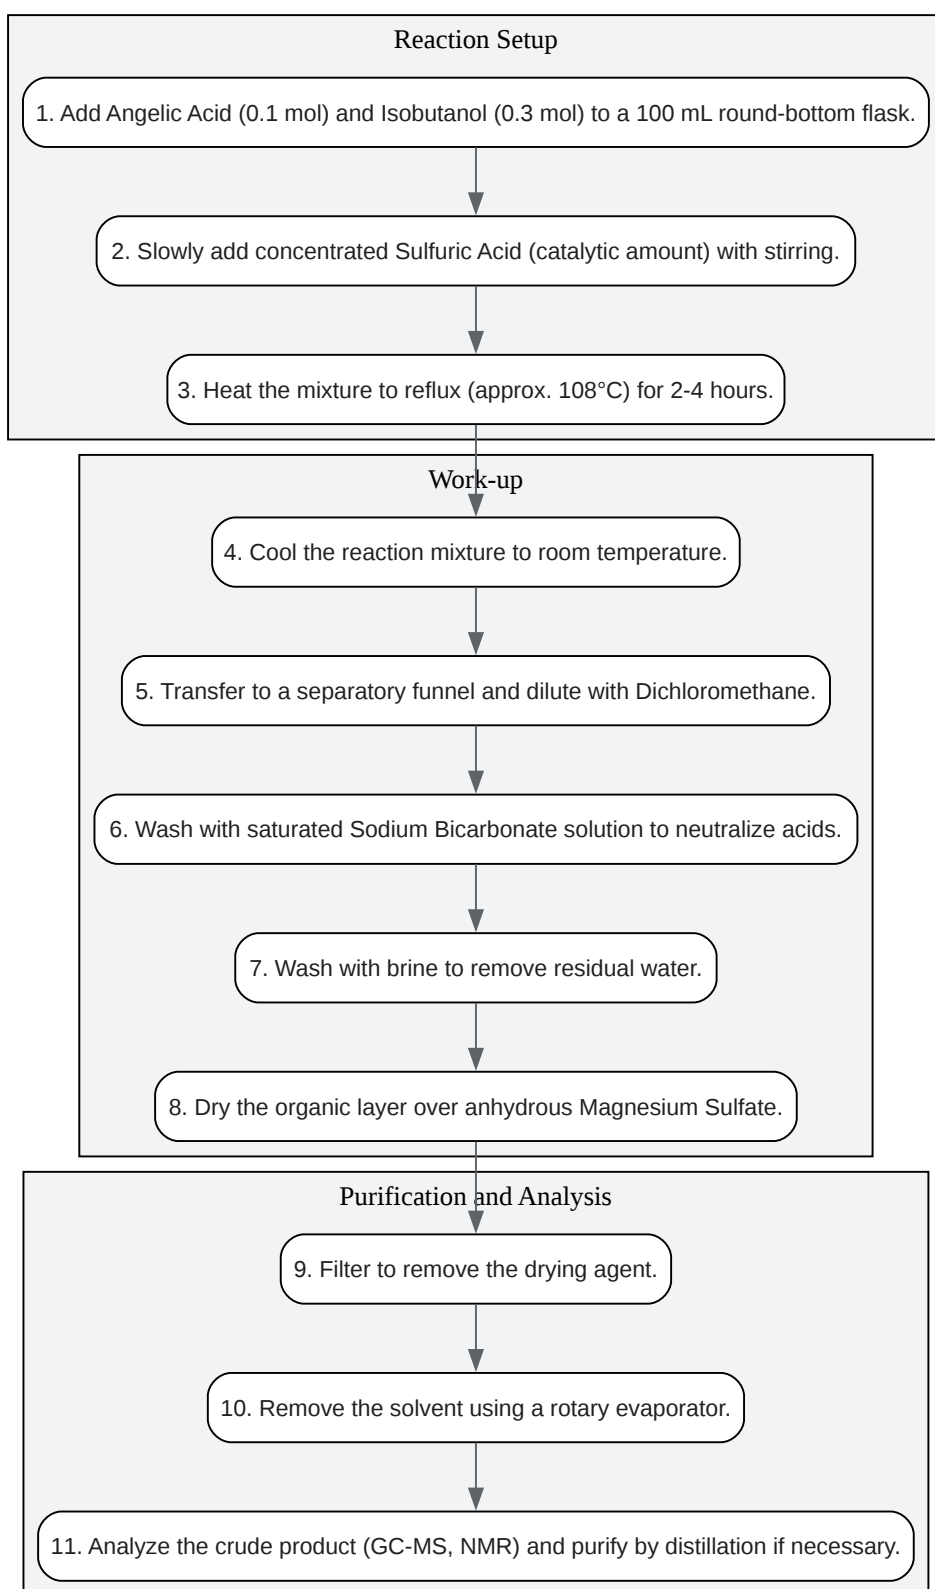 Reaction Setup
1. Add Angelic Acid (0.1 mol) and Isobutanol (0.3 mol) to a 100 mL round-bottom flask.
2. Slowly add concentrated Sulfuric Acid (catalytic amount) with stirring.
3. Heat the mixture to reflux (approx. 108°C) for 2-4 hours.
Work-up
4. Cool the reaction mixture to room temperature.
5. Transfer to a separatory funnel and dilute with Dichloromethane.
6. Wash with saturated Sodium Bicarbonate solution to neutralize acids.
7. Wash with brine to remove residual water.
8. Dry the organic layer over anhydrous Magnesium Sulfate.
Purification and Analysis
9. Filter to remove the drying agent.
10. Remove the solvent using a rotary evaporator.
11. Analyze the crude product (GC-MS, NMR) and purify by distillation if necessary.